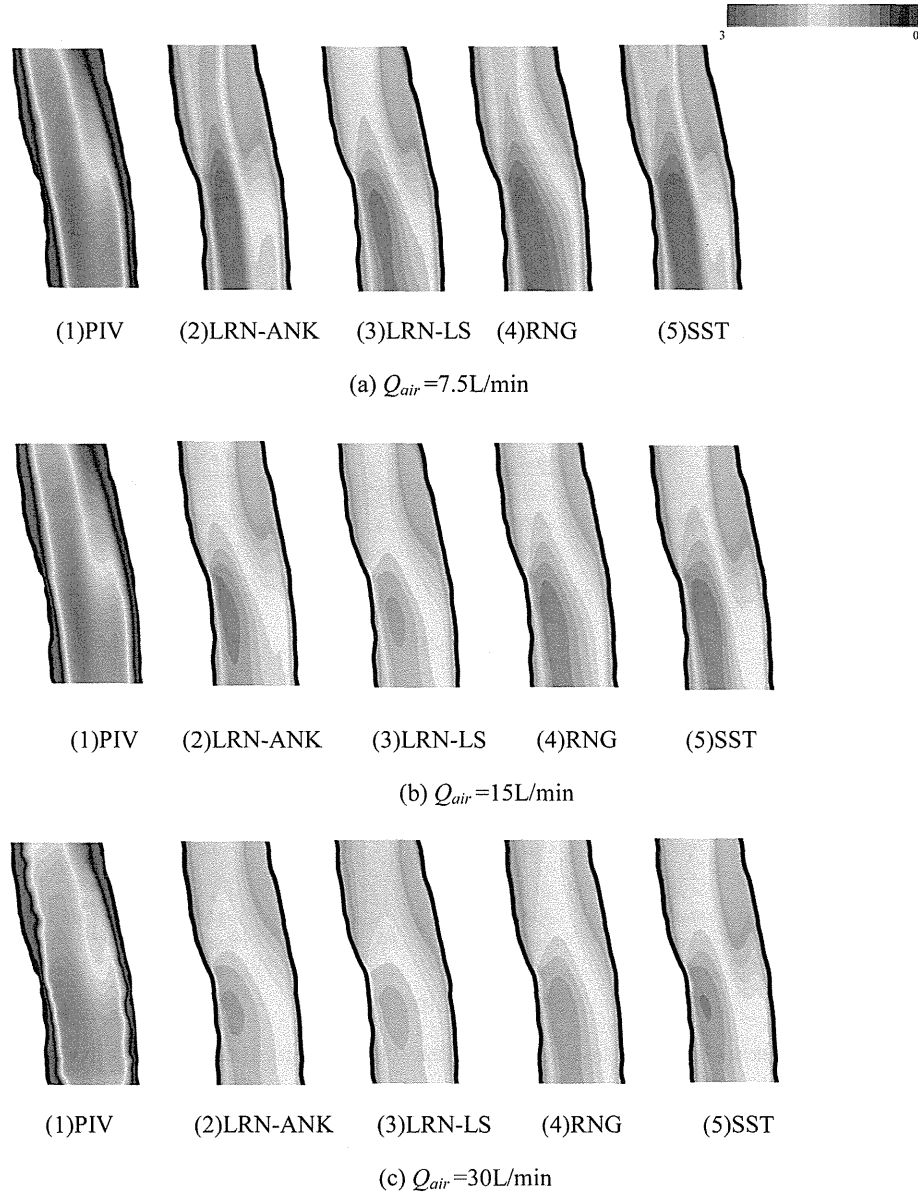 3 0
(1)PIV (2)LRN-ANK (3)LRN-LS (4)RNG (5)SST
(a) Qair =7.5L/min
(1)PIV (2)LRN-ANK (3)LRN-LS (4)RNG (5)SST
(b) Qair =15L/min
(1)PIV (2)LRN-ANK (3)LRN-LS (4)RNG (5)SST
(c) Qair =30L/min